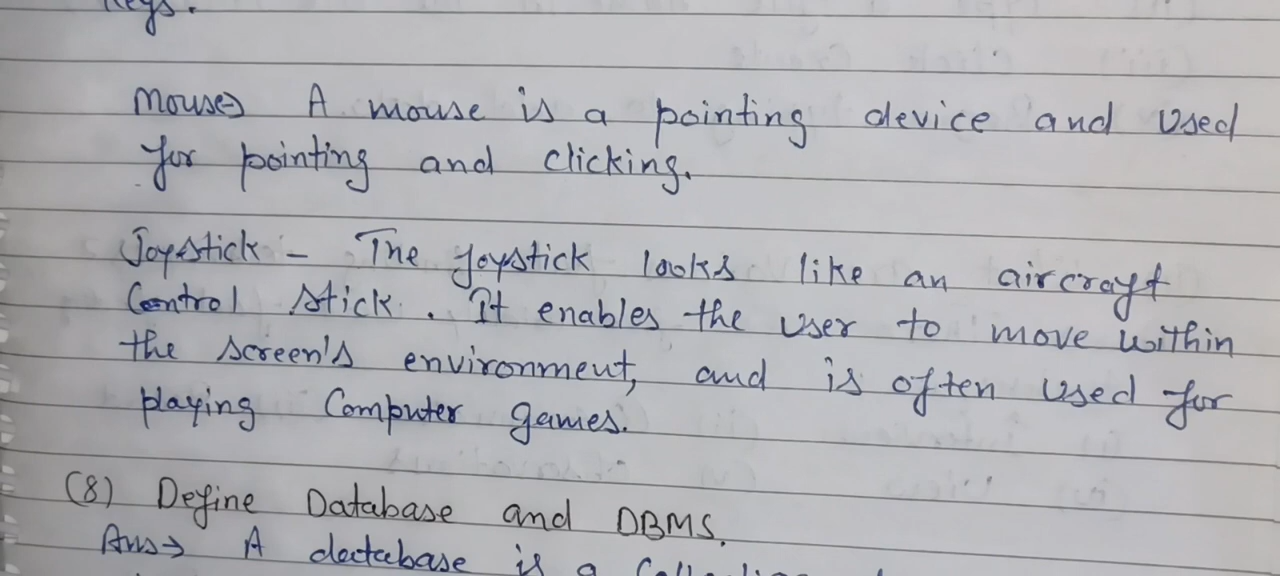 keys.
Mouse→ A mouse is a pointing device and used
for pointing and clicking.
Joystick - The joystick looks like an aircraft
Control stick. It enables the user to move within
the screen's environment, and is often used for
playing Computer games.
(8) Define Database and DBMS.
Ans→ A database is a Collection